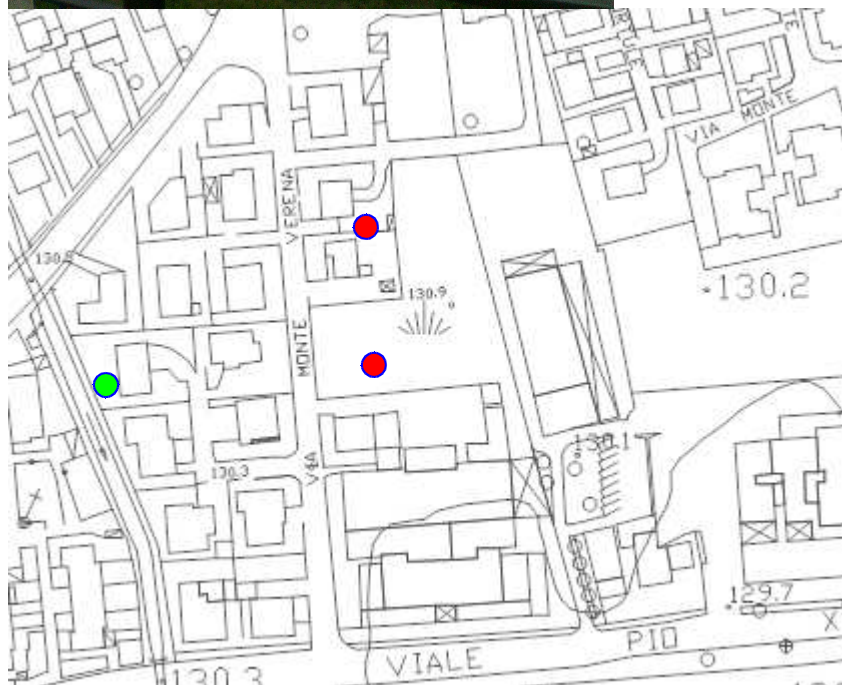 VIA MONTE
VERENA
130.9
130.2
MONTE
130.1
130.3
VIA
129.7
VIALE
PIO
X
130.3